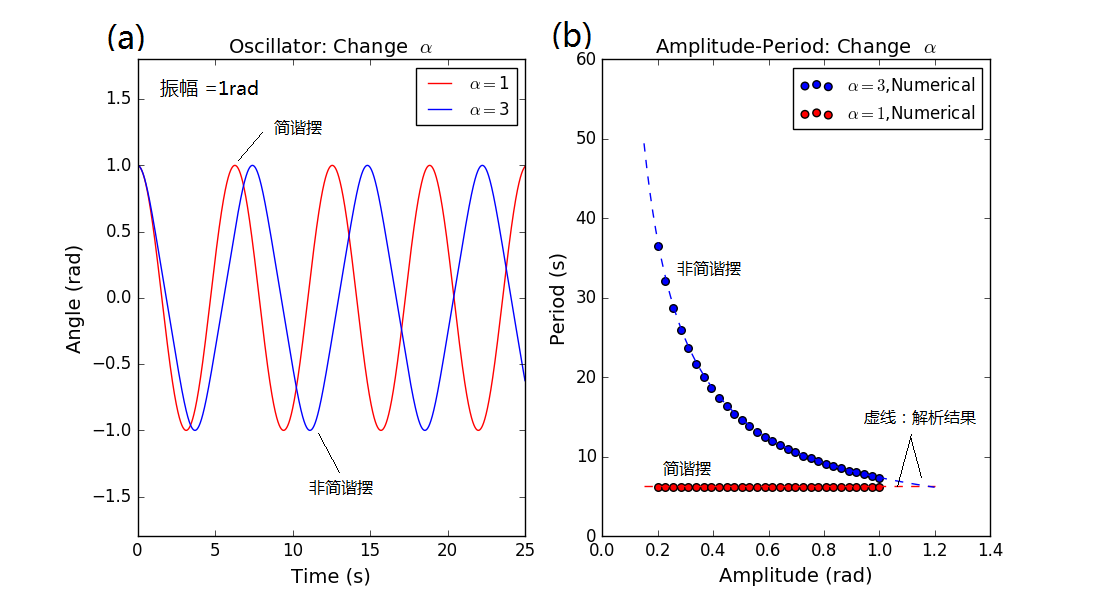 (a)
Oscillator: Change α
振幅 =1rad
α = 1
α = 3
简谐摆
非简谐摆
1.5
1.0
0.5
0.0
−0.5
−1.0
−1.5
Angle (rad)
0
5
10
15
20
25
Time (s)
(b)
Amplitude-Period: Change α
α = 3,Numerical
α = 1,Numerical
非简谐摆
虚线：解析结果
简谐摆
60
50
40
30
20
10
0
Period (s)
0.0
0.2
0.4
0.6
0.8
1.0
1.2
1.4
Amplitude (rad)